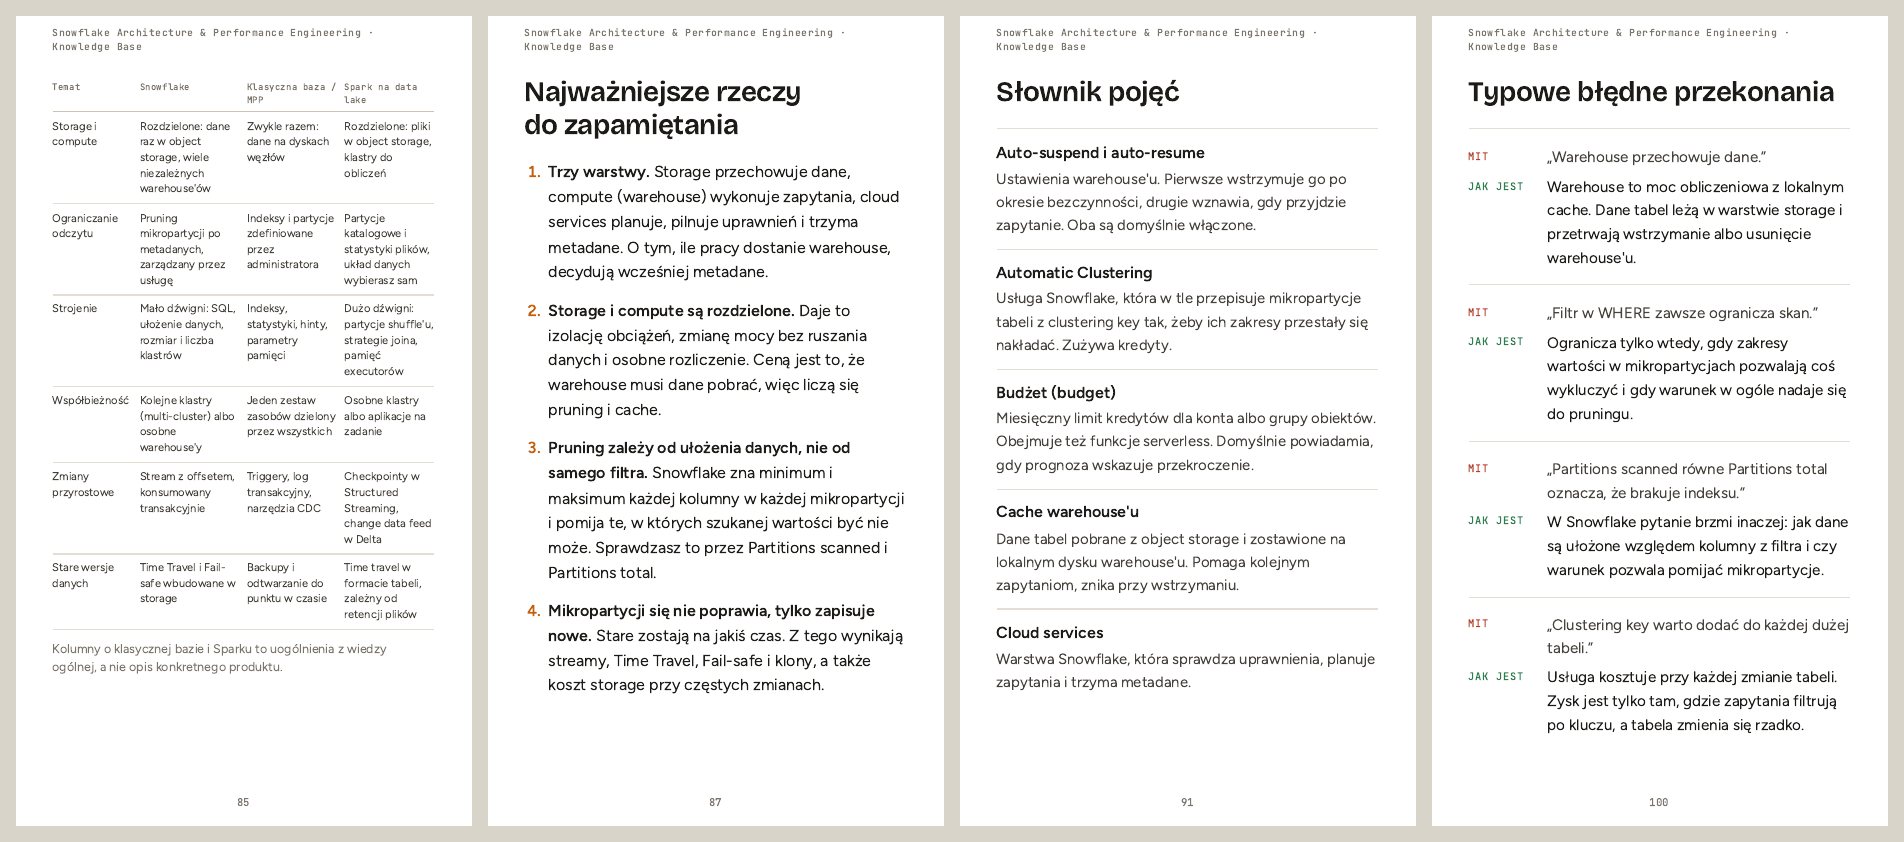 Snowflake Architecture & Performance Engineering ·
Knowledge Base
Temat
Snowflake
Klasyczna baza /
MPP
Spark na data
lake
Storage i
compute
Rozdzielone: dane
raz w object
storage, wiele
niezależnych
warehouse'ów
Zwykle razem:
dane na dyskach
węzłów
Rozdzielone: pliki
w object storage,
klastry do
obliczeń
Ograniczanie
odczytu
Pruning
mikropartycji po
metadanych,
zarządzany przez
usługę
Indeksy i partycje
zdefiniowane
przez
administratora
Partycje
katalogowe i
statystyki plików,
układ danych
wybierasz sam
Strojenie
Mało dźwigni: SQL,
ułożenie danych,
rozmiar i liczba
klastrów
Indeksy,
statystyki, hinty,
parametry
pamięci
Dużo dźwigni:
partycje shuffle'u,
strategie joina,
pamięć
executorów
Współbieżność
Kolejne klastry
(multi-cluster) albo
osobne
warehouse'y
Jeden zestaw
zasobów dzielony
przez wszystkich
Osobne klastry
albo aplikacje na
zadanie
Zmiany
przyrostowe
Stream z offsetem,
konsumowany
transakcyjnie
Triggery, log
transakcyjny,
narzędzia CDC
Checkpointy w
Structured
Streaming,
change data feed
w Delta
Stare wersje
danych
Time Travel i Fail-
safe wbudowane w
storage
Backupy i
odtwarzanie do
punktu w czasie
Time travel w
formacie tabeli,
zależny od
retencji plików
Kolumny o klasycznej bazie i Sparku to uogólnienia z wiedzy
ogólnej, a nie opis konkretnego produktu.
85
Snowflake Architecture & Performance Engineering ·
Knowledge Base
Najważniejsze rzeczy
do zapamiętania
1. Trzy warstwy. Storage przechowuje dane,
compute (warehouse) wykonuje zapytania, cloud
services planuje, pilnuje uprawnień i trzyma
metadane. O tym, ile pracy dostanie warehouse,
decydują wcześniej metadane.
2. Storage i compute są rozdzielone. Daje to
izolację obciążeń, zmianę mocy bez ruszania
danych i osobne rozliczenie. Ceną jest to, że
warehouse musi dane pobrać, więc liczą się
pruning i cache.
3. Pruning zależy od ułożenia danych, nie od
samego filtra. Snowflake zna minimum i
maksimum każdej kolumny w każdej mikropartycji
i pomija te, w których szukanej wartości być nie
może. Sprawdzasz to przez Partitions scanned i
Partitions total.
4. Mikropartycji się nie poprawia, tylko zapisuje
nowe. Stare zostają na jakiś czas. Z tego wynikają
streamy, Time Travel, Fail-safe i klony, a także
koszt storage przy częstych zmianach.
87
Snowflake Architecture & Performance Engineering ·
Knowledge Base
Słownik pojęć
Auto-suspend i auto-resume
Ustawienia warehouse'u. Pierwsze wstrzymuje go po
okresie bezczynności, drugie wznawia, gdy przyjdzie
zapytanie. Oba są domyślnie włączone.
Automatic Clustering
Usługa Snowflake, która w tle przepisuje mikropartycje
tabeli z clustering key tak, żeby ich zakresy przestały się
nakładać. Zużywa kredyty.
Budżet (budget)
Miesięczny limit kredytów dla konta albo grupy obiektów.
Obejmuje też funkcje serverless. Domyślnie powiadamia,
gdy prognoza wskazuje przekroczenie.
Cache warehouse'u
Dane tabel pobrane z object storage i zostawione na
lokalnym dysku warehouse'u. Pomaga kolejnym
zapytaniom, znika przy wstrzymaniu.
Cloud services
Warstwa Snowflake, która sprawdza uprawnienia, planuje
zapytania i trzyma metadane.
91
Snowflake Architecture & Performance Engineering ·
Knowledge Base
Typowe błędne przekonania
MIT
„Warehouse przechowuje dane.”
JAK JEST
Warehouse to moc obliczeniowa z lokalnym
cache. Dane tabel leżą w warstwie storage i
przetrwają wstrzymanie albo usunięcie
warehouse'u.
MIT
„Filtr w WHERE zawsze ogranicza skan.”
JAK JEST
Ogranicza tylko wtedy, gdy zakresy
wartości w mikropartycjach pozwalają coś
wykluczyć i gdy warunek w ogóle nadaje się
do pruningu.
MIT
„Partitions scanned równe Partitions total
oznacza, że brakuje indeksu.”
JAK JEST
W Snowflake pytanie brzmi inaczej: jak dane
są ułożone względem kolumny z filtra i czy
warunek pozwala pomijać mikropartycje.
MIT
„Clustering key warto dodać do każdej dużej
tabeli.”
JAK JEST
Usługa kosztuje przy każdej zmianie tabeli.
Zysk jest tylko tam, gdzie zapytania filtrują
po kluczu, a tabela zmienia się rzadko.
100